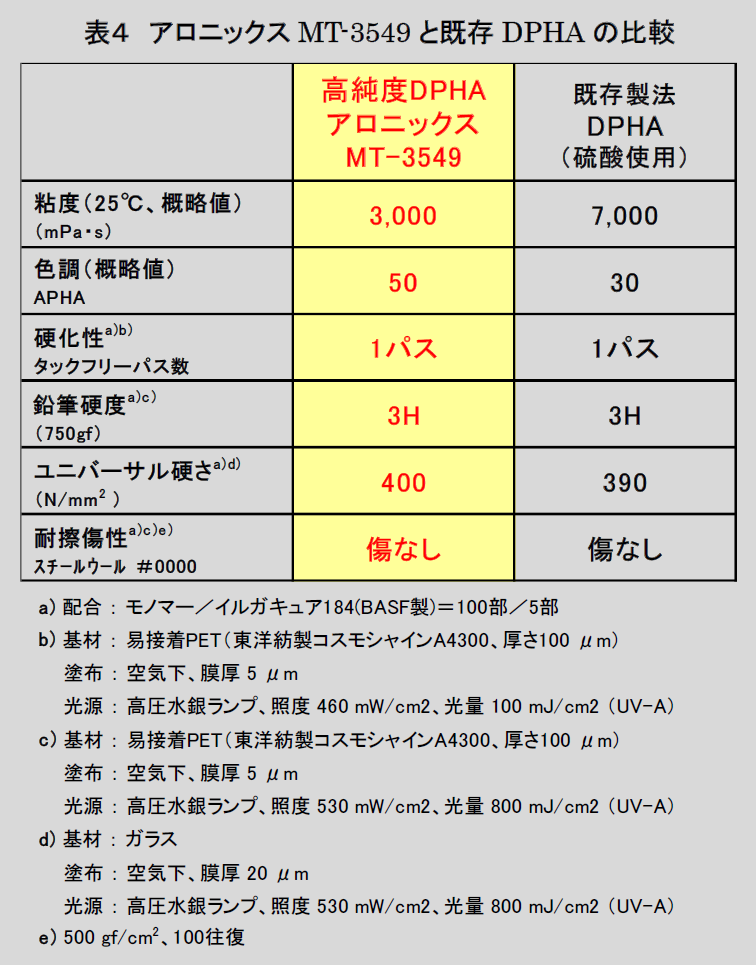 表4 アロニックス MT-3549 と既存 DPHA の比較
高純度DPHA
アロニックス
MT-3549
既存製法
DPHA
（硫酸使用）
粘度（25℃、概略値）
（mPa・s）
3,000
7,000
色調（概略値）
APHA
50
30
硬化性a)b)
タックフリーパス数
1パス
1パス
鉛筆硬度a)c)
（750gf）
3H
3H
ユニバーサル硬さa)d)
（N/mm2 ）
400
390
耐擦傷性a)c)e)
スチールウール ＃0000
傷なし
傷なし
a) 配合 ： モノマー／イルガキュア184(BASF製)＝100部／5部
b) 基材 ： 易接着PET（東洋紡製コスモシャインA4300、厚さ100 μm）
塗布 ： 空気下、膜厚 5 μm
光源 ： 高圧水銀ランプ、照度 460 mW/cm2、光量 100 mJ/cm2 （UV-A）
c) 基材 ： 易接着PET（東洋紡製コスモシャインA4300、厚さ100 μm）
塗布 ： 空気下、膜厚 5 μm
光源 ： 高圧水銀ランプ、照度 530 mW/cm2、光量 800 mJ/cm2 （UV-A）
d) 基材 ： ガラス
塗布 ： 空気下、膜厚 20 μm
光源 ： 高圧水銀ランプ、照度 530 mW/cm2、光量 800 mJ/cm2 （UV-A）
e) 500 gf/cm2、100往復